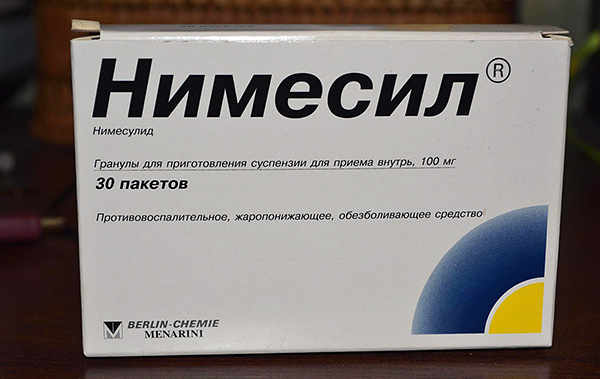 Нимесил®
Нимесулид
Гранулы для приготовления суспензии для приема внутрь, 100 мг
30 пакетов
Противовоспалительное, жаропонижающее, обезболивающее средство
BERLIN-CHEMIE
MENARINI